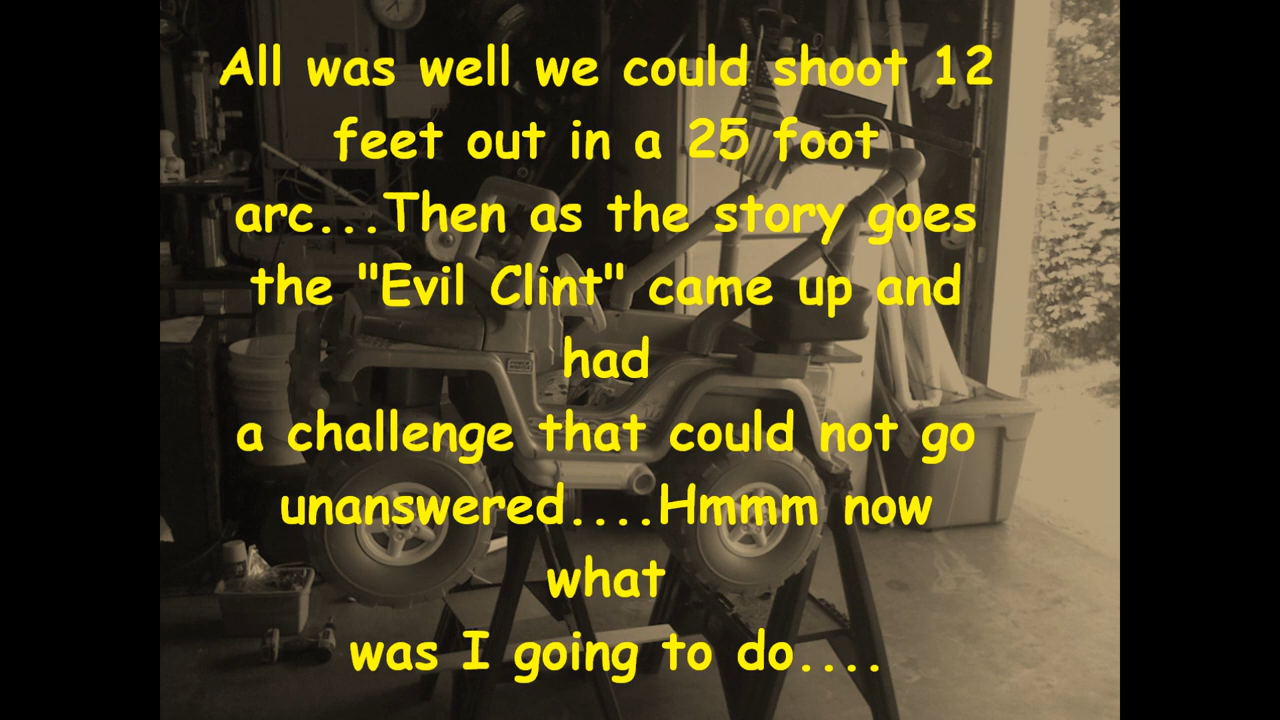 All was well we could shoot 12
feet out in a 25 foot
arc...Then as the story goes
the "Evil Clint" came up and
had
a challenge that could not go
unanswered....Hmmm now
what
was I going to do....